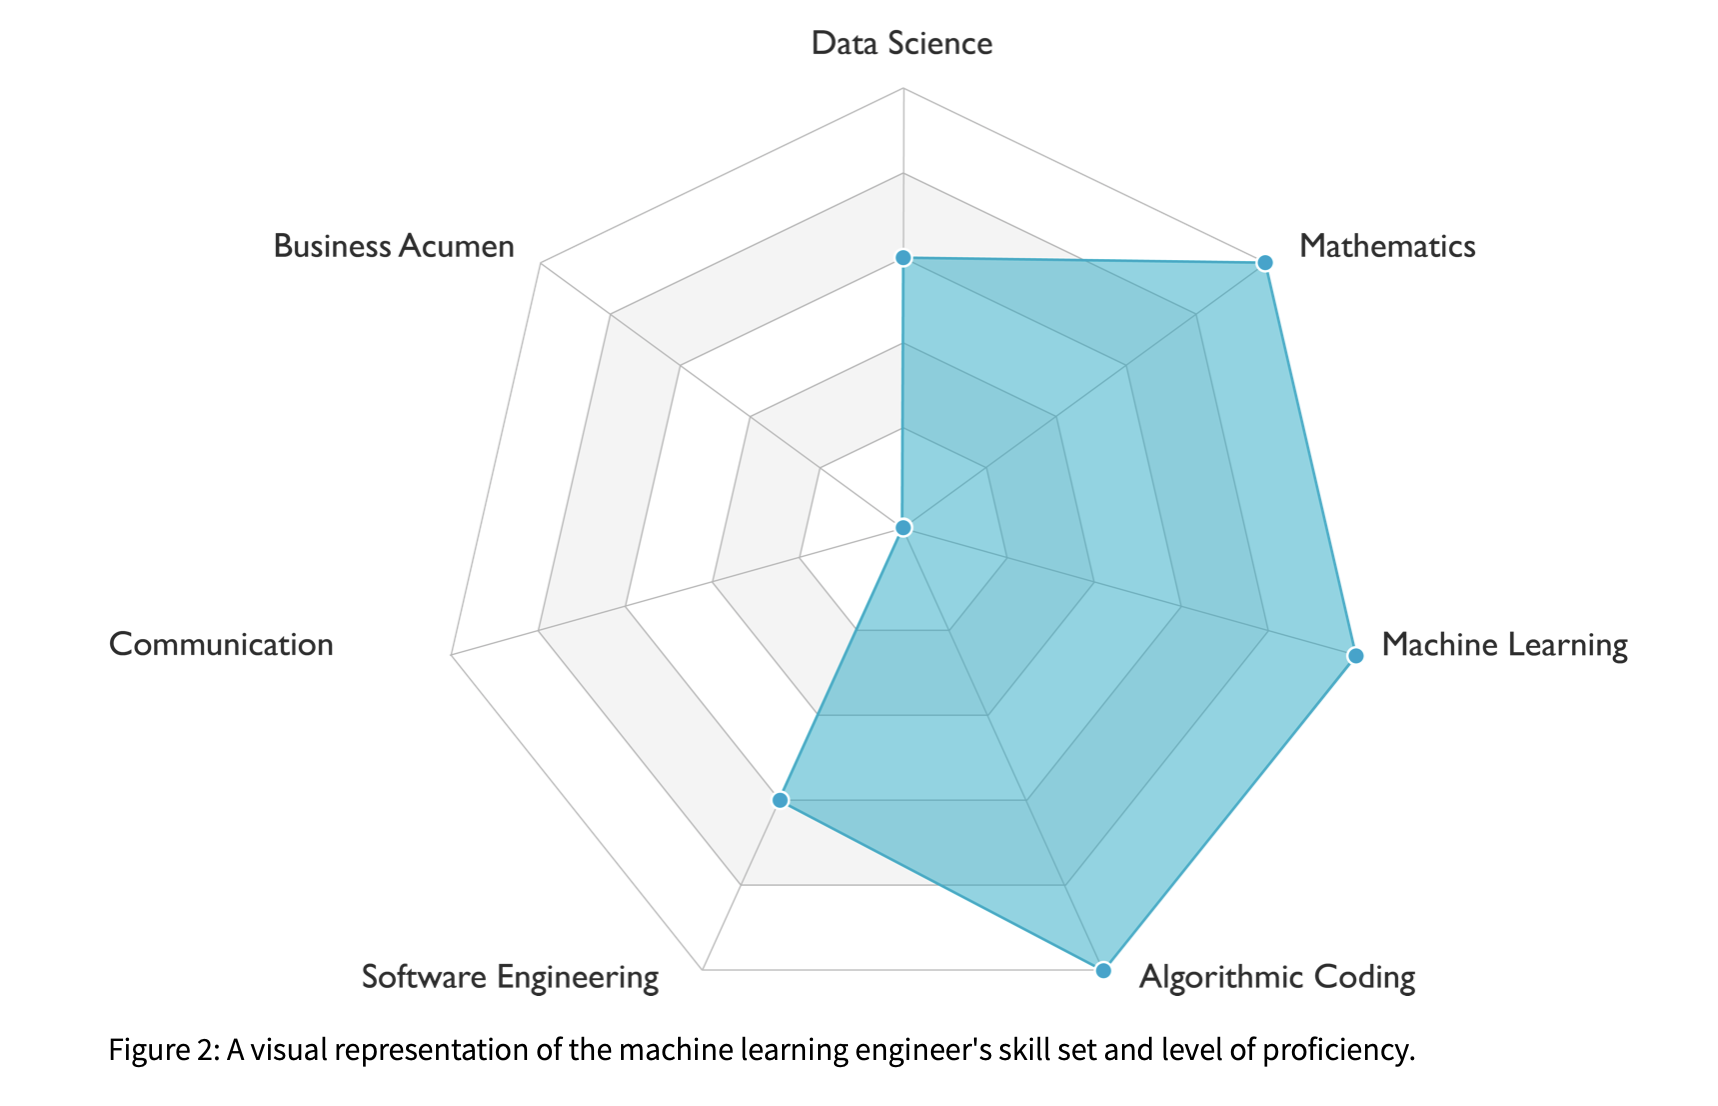 Data Science
Business Acumen
Mathematics
Communication
Machine Learning
Software Engineering
Algorithmic Coding
Figure 2: A visual representation of the machine learning engineer's skill set and level of proficiency.